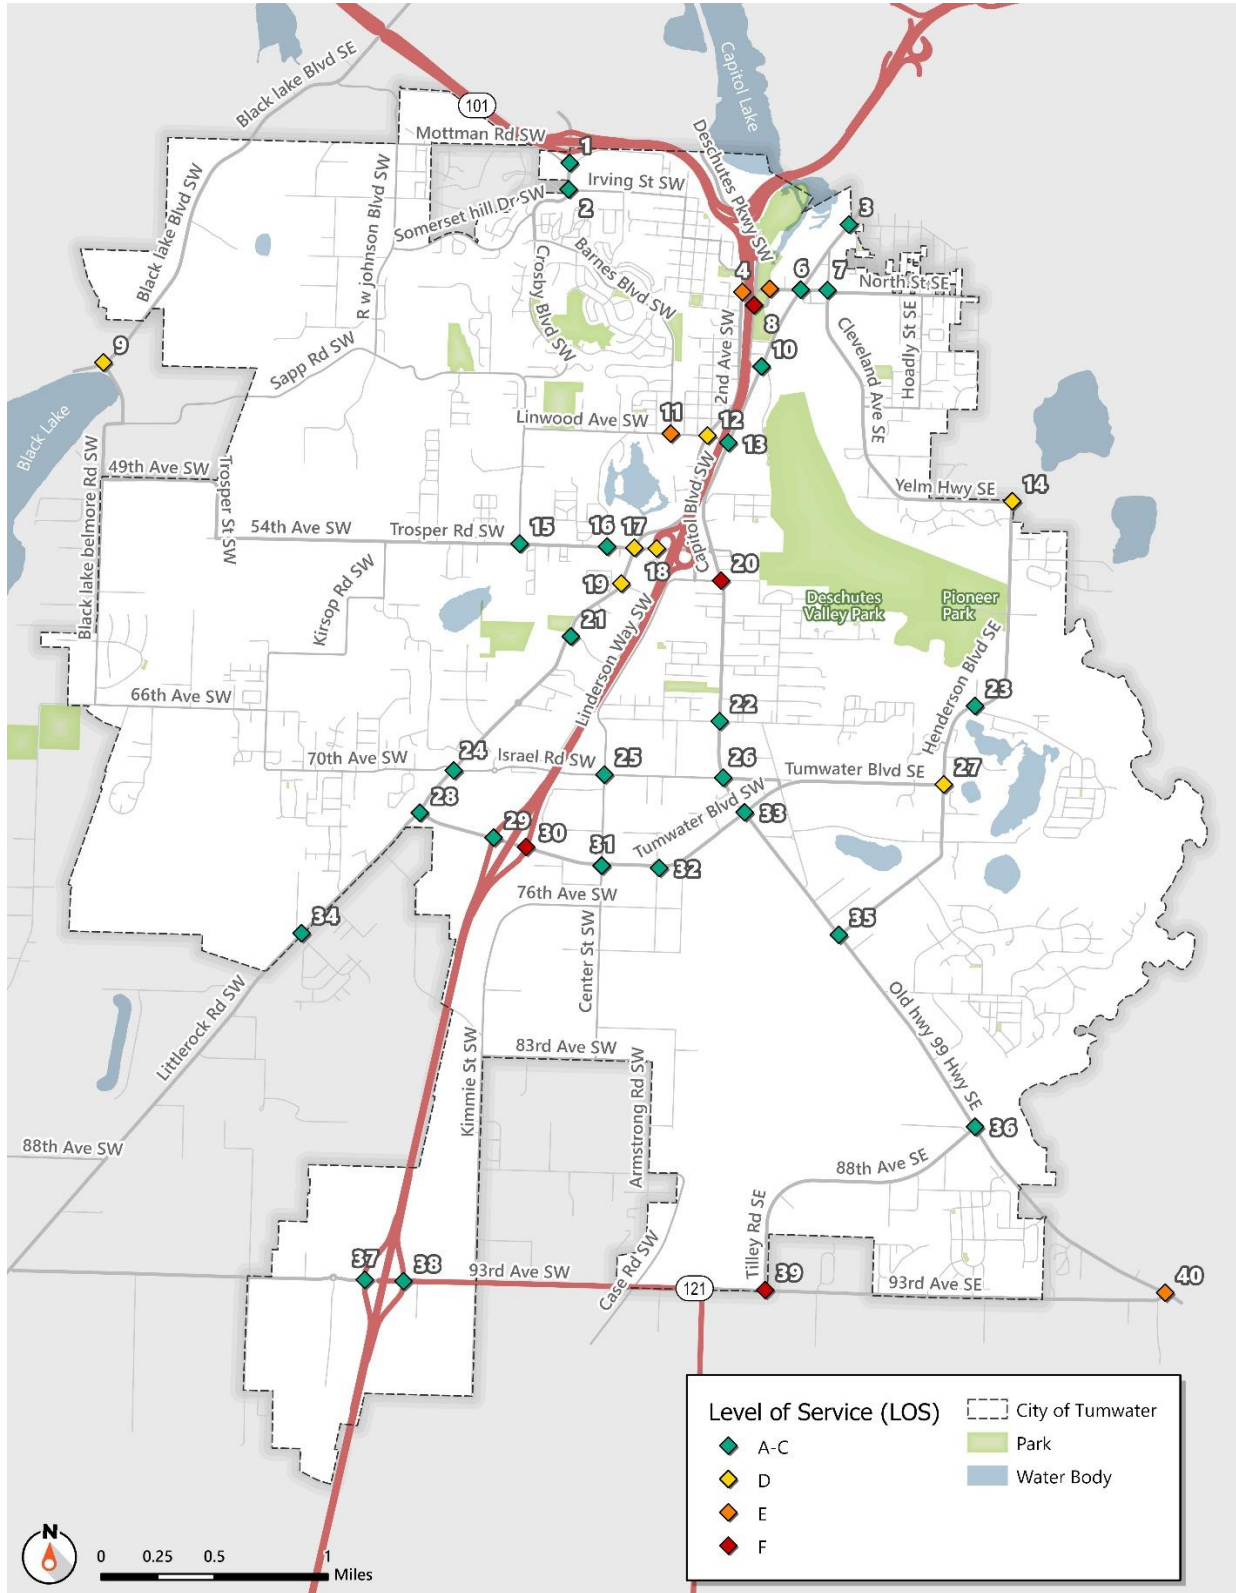 Black lake Blvd SE
Capitol Lake
101
Mottman Rd SW
Deschutes Pkwy SW
1
Irving St SW
2
Somerset hill Dr SW
Black lake Blvd SW
R w johnson Blvd SW
3
Crosby Blvd SW
Barnes Blvd SW
4
6
7
North St SE
8
2nd Ave SW
Cleveland Ave SE
Hoadly St SE
9
Sapp Rd SW
10
Black Lake
Linwood Ave SW
11
12
13
49th Ave SW
Trosper St SW
Black lake belmore Rd SW
Capitol Blvd SW
Yelm Hwy SE
14
54th Ave SW
Trosper Rd SW
15
16
17
18
19
20
Kirsop Rd SW
Deschutes
Valley Park
Pioneer
Park
21
Linderson Way SW
Henderson Blvd SE
66th Ave SW
22
23
70th Ave SW
24
Israel Rd SW
25
26
Tumwater Blvd SE
27
28
29
30
31
32
Tumwater Blvd SW
33
76th Ave SW
34
Center St SW
35
Littlerock Rd SW
Old hwy 99 Hwy SE
83rd Ave SW
Kimmie St SW
Armstrong Rd SW
36
88th Ave SW
88th Ave SE
Tilley Rd SE
37
38
93rd Ave SW
Case Rd SW
121
39
93rd Ave SE
40
Level of Service (LOS)
A-C
D
E
F
City of Tumwater
Park
Water Body
N
0 0.25 0.5 1
Miles